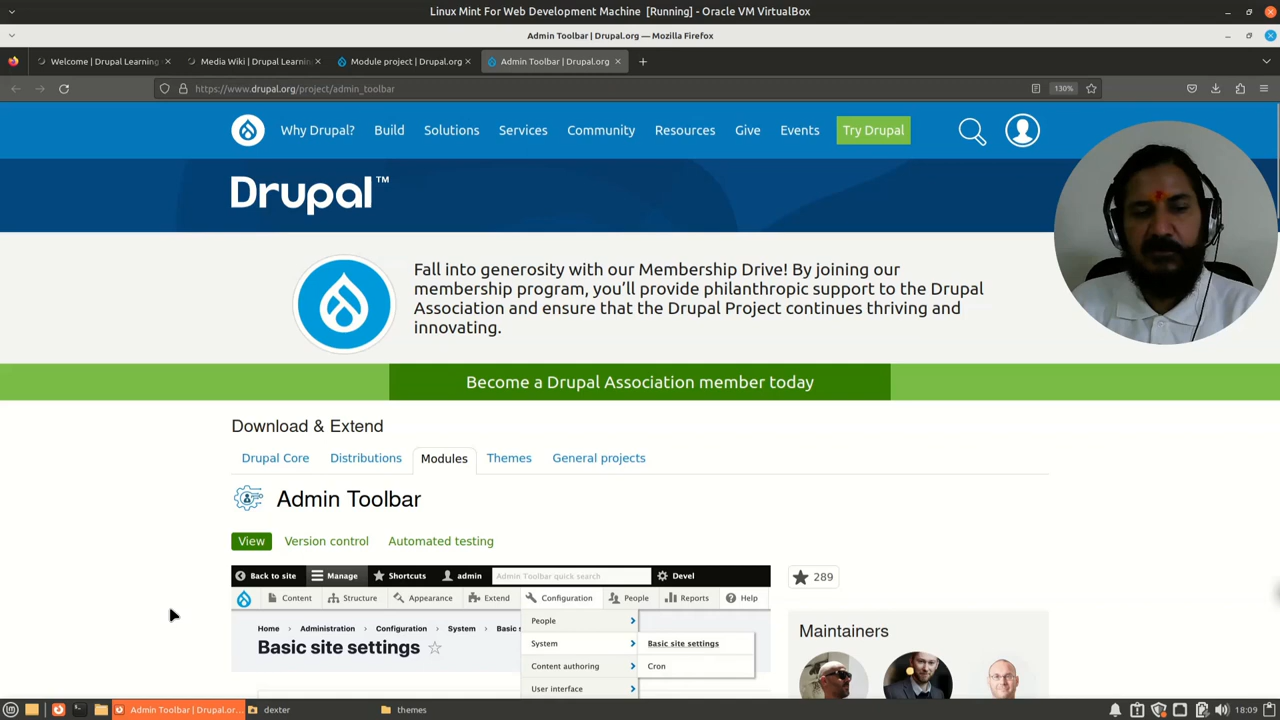 Linux Mint For Web Development Machine [Running] - Oracle VM VirtualBox
Admin Toolbar | Drupal.org — Mozilla Firefox
Welcome | Drupal Learning
Media Wiki | Drupal Learnin
Module project | Drupal.org
Admin Toolbar | Drupal.org
https://www.drupal.org/project/admin_toolbar
130%
Why Drupal?
Build
Solutions
Services
Community
Resources
Give
Events
Try Drupal
Drupal™
Fall into generosity with our Membership Drive! By joining our
membership program, you’ll provide philanthropic support to the Drupal
Association and ensure that the Drupal Project continues thriving and
innovating.
Become a Drupal Association member today
Download & Extend
Drupal Core
Distributions
Modules
Themes
General projects
Admin Toolbar
View
Version control
Automated testing
Back to site
Manage
Shortcuts
admin
Admin Toolbar quick search
Devel
289
Content
Structure
Appearance
Extend
Configuration
People
Reports
Help
Home
Administration
Configuration
System
Basic s
People
Basic site settings
System
Basic site settings
Content authoring
Cron
User interface
Maintainers
Admin Toolbar | Drupal.or...
dexter
themes
18:09